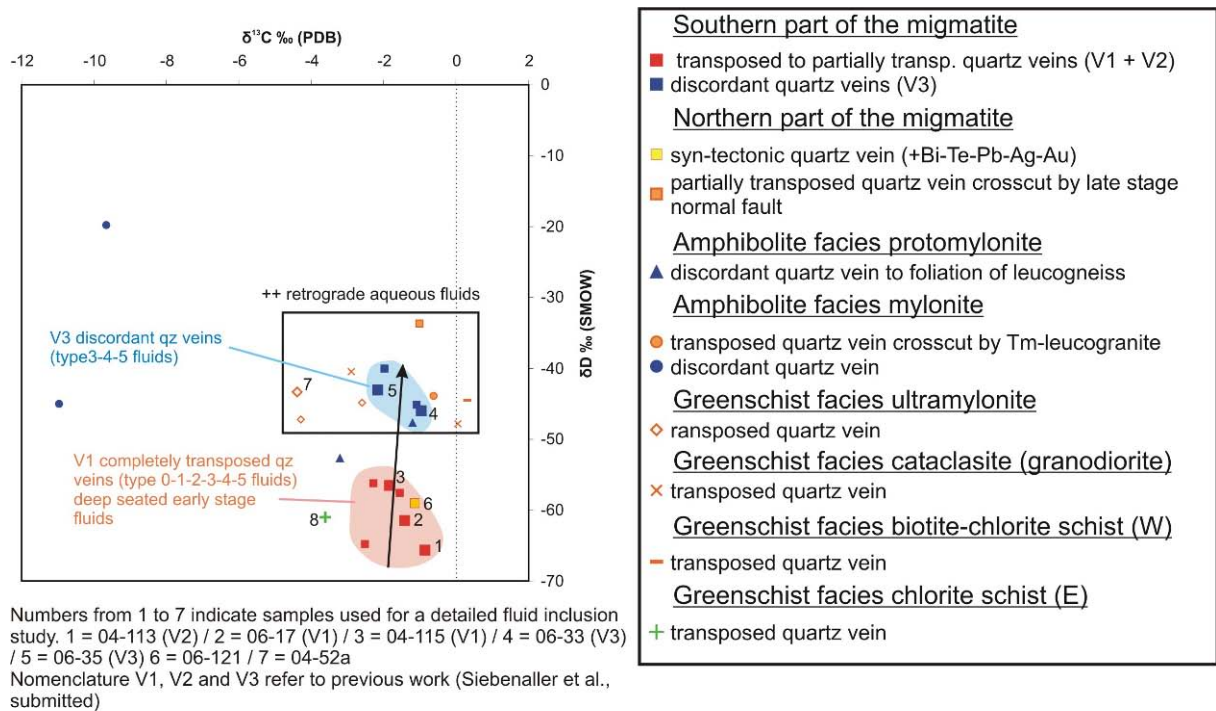 δ¹³C ‰ (PDB)
-12 -10 -8 -6 -4 -2 0 2
0
-10
-20
-30
-40
-50
-60
-70
δD ‰ (SMOW)
++ retrograde aqueous fluids
V3 discordant qz veins
(type3-4-5 fluids)
7
5
4
V1 completely transposed qz
veins (type 0-1-2-3-4-5 fluids)
deep seated early stage
fluids
3
6
8
2
1
Numbers from 1 to 7 indicate samples used for a detailed fluid inclusion
study. 1 = 04-113 (V2) / 2 = 06-17 (V1) / 3 = 04-115 (V1) / 4 = 06-33 (V3)
/ 5 = 06-35 (V3) 6 = 06-121 / 7 = 04-52a
Nomenclature V1, V2 and V3 refer to previous work (Siebenaller et al.,
submitted)
Southern part of the migmatite
transposed to partially transp. quartz veins (V1 + V2)
discordant quartz veins (V3)
Northern part of the migmatite
syn-tectonic quartz vein (+Bi-Te-Pb-Ag-Au)
partially transposed quartz vein crosscut by late stage
normal fault
Amphibolite facies protomylonite
discordant quartz vein to foliation of leucogneiss
Amphibolite facies mylonite
transposed quartz vein crosscut by Tm-leucogranite
discordant quartz vein
Greenschist facies ultramylonite
ransposed quartz vein
Greenschist facies cataclasite (granodiorite)
transposed quartz vein
Greenschist facies biotite-chlorite schist (W)
transposed quartz vein
Greenschist facies chlorite schist (E)
transposed quartz vein